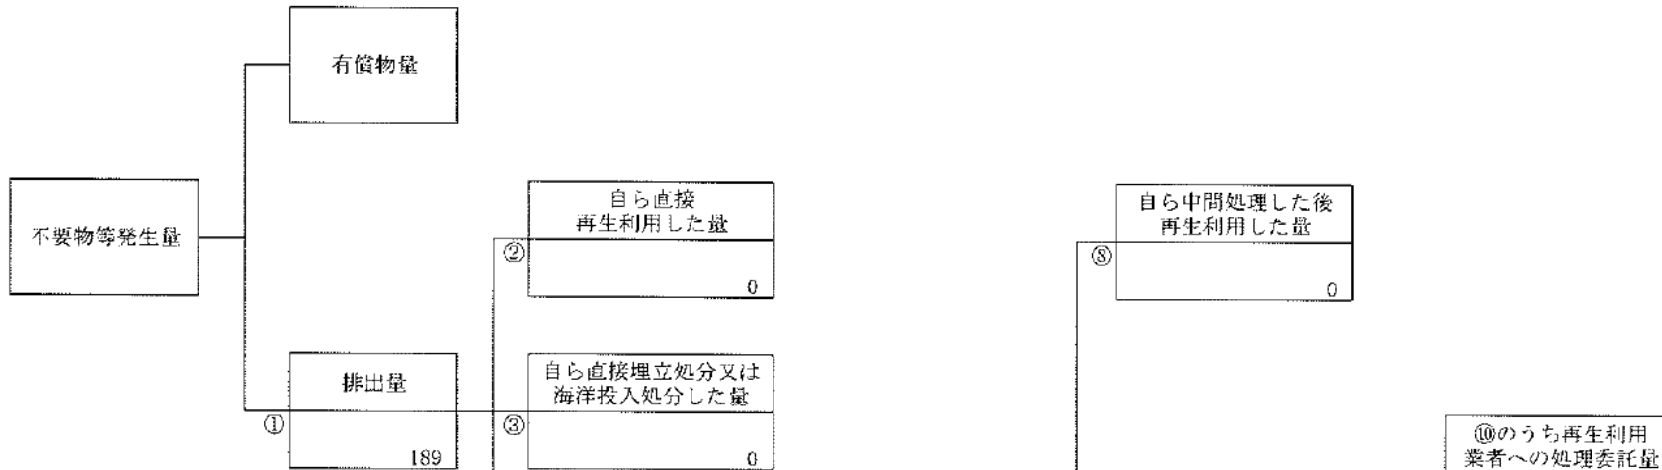 有償物量
不要物等発生量
自ら直接
再生利用した量
②
0
自ら中間処理した後
再生利用した量
⑧
0
排出量
①
189
自ら直接埋立処分又は
海洋投入処分した量
③
0
⑩のうち再生利用
業者への処理委託量